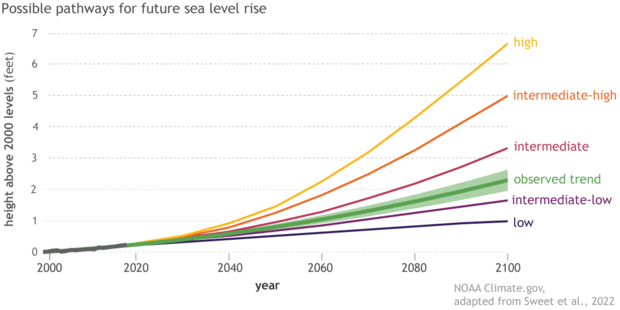 Possible pathways for future sea level rise
height above 2000 levels (feet)
7
6
5
4
3
2
1
0
high
intermediate-high
intermediate
observed trend
intermediate-low
low
2000 2020 2040 2060 2080 2100
year
NOAA Climate.gov,
adapted from Sweet et al., 2022